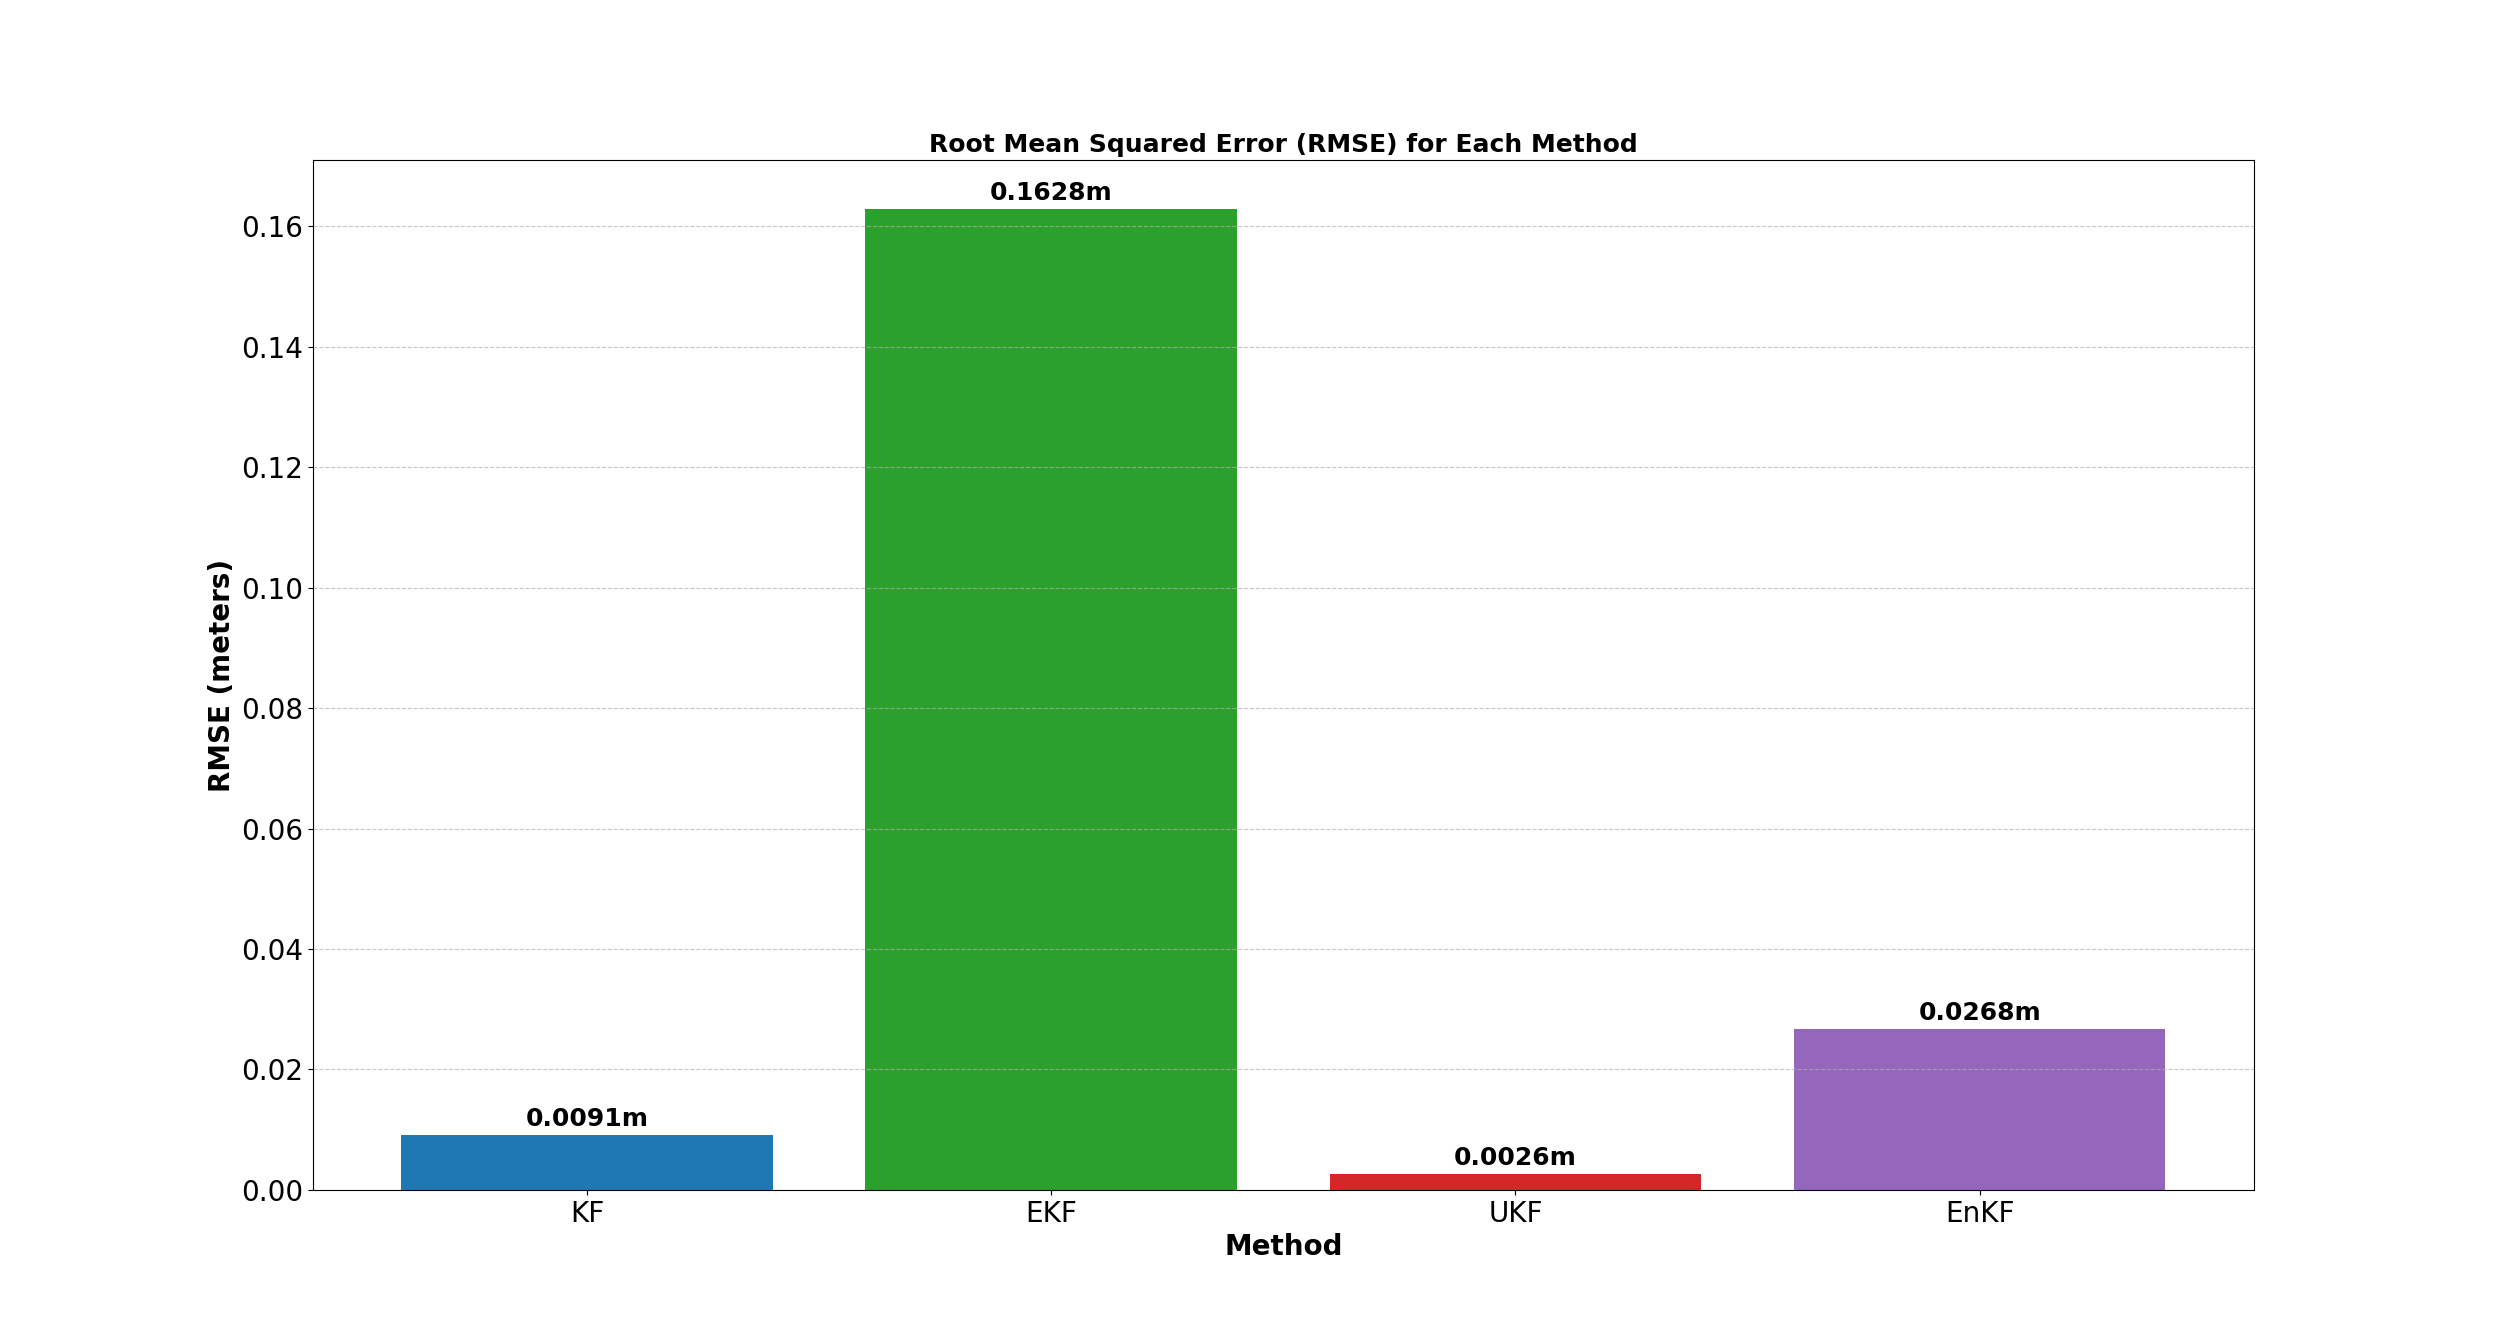 Root Mean Squared Error (RMSE) for Each Method
RMSE (meters)
0.16
0.14
0.12
0.10
0.08
0.06
0.04
0.02
0.00
0.0091m
0.1628m
0.0026m
0.0268m
KF EKF UKF EnKF
Method